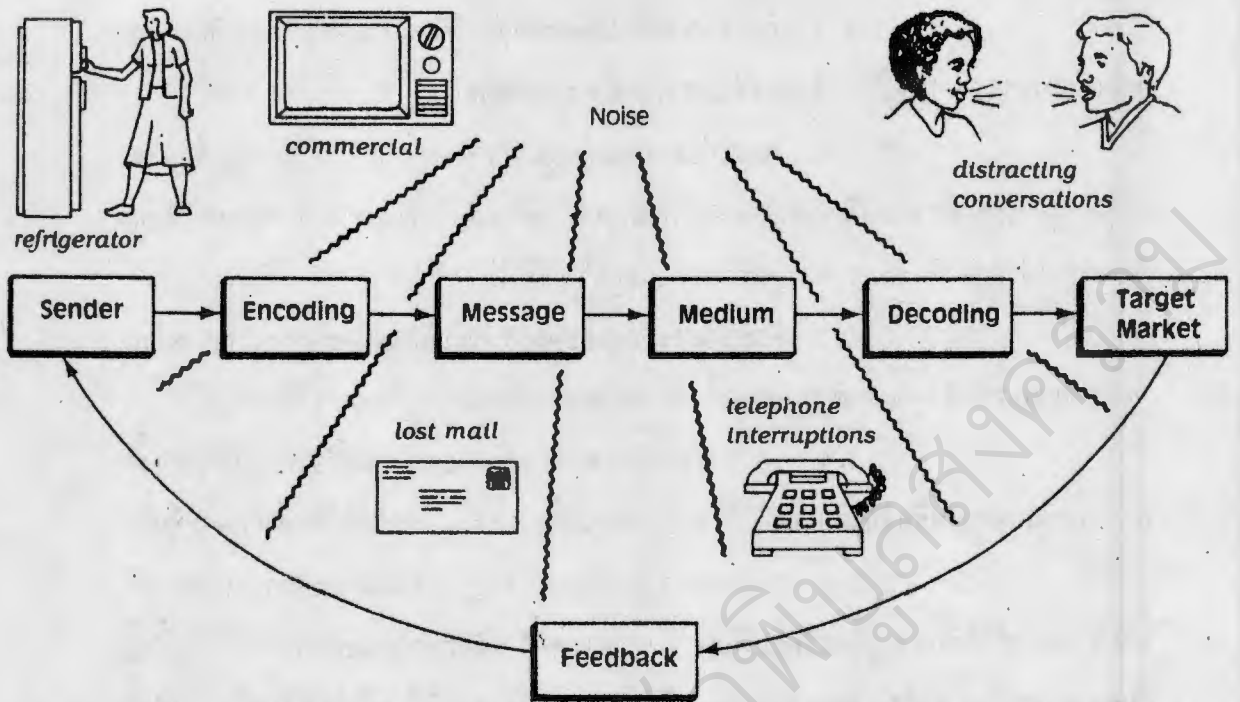 commercial
Noise
distracting
conversations
refrigerator
Sender
Encoding
Message
Medium
Decoding
Target
Market
lost mail
telephone
interruptions
Feedback